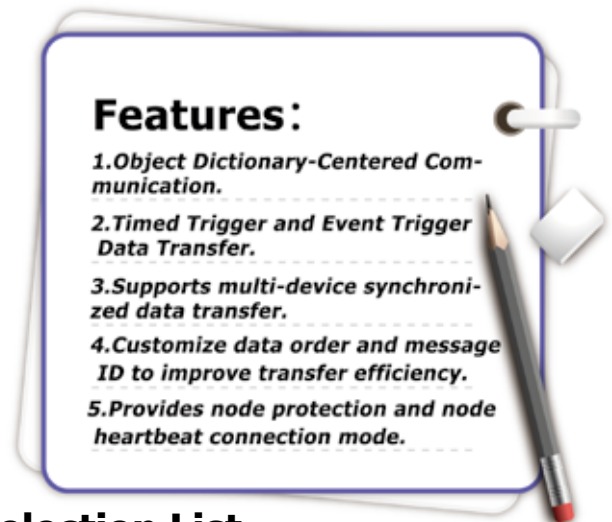 Features:
1.Object Dictionary-Centered Com-
munication.
2.Timed Trigger and Event Trigger
Data Transfer.
3.Supports multi-device synchroni-
zed data transfer.
4.Customize data order and message
ID to improve transfer efficiency.
5.Provides node protection and node
heartbeat connection mode.
List